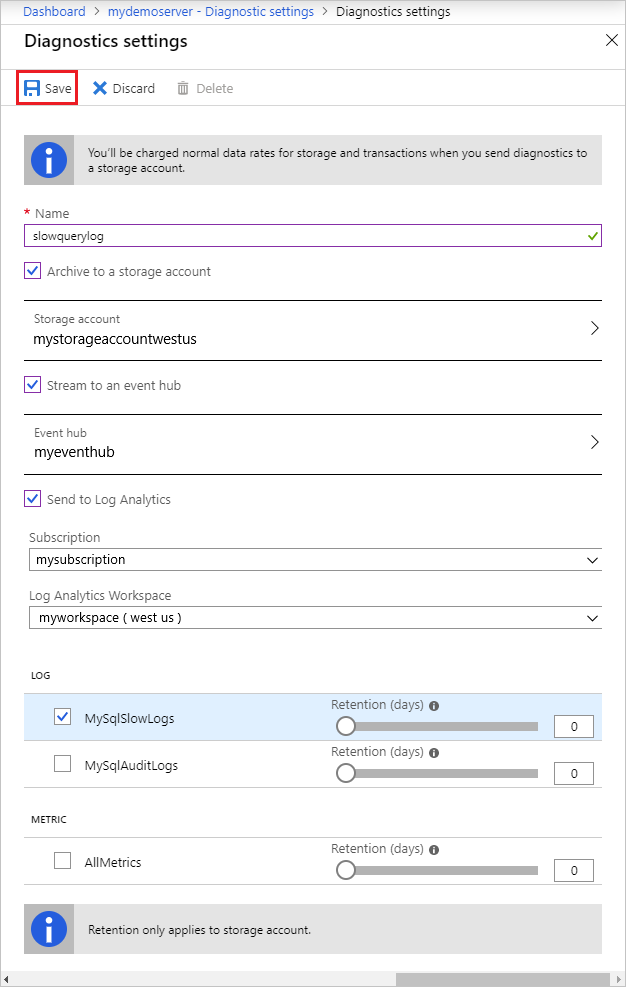 Dashboard > mydemoserver - Diagnostic settings > Diagnostics settings
Diagnostics settings
Save Discard Delete
You'll be charged normal data rates for storage and transactions when you send diagnostics to
a storage account.
* Name
slowquerylog
Archive to a storage account
Storage account
mystorageaccountwestus
Stream to an event hub
Event hub
myeventhub
Send to Log Analytics
Subscription
mysubscription
Log Analytics Workspace
myworkspace ( west us )
LOG
MySqlSlowLogs
Retention (days)
0
MySqlAuditLogs
Retention (days)
0
METRIC
AllMetrics
Retention (days)
0
Retention only applies to storage account.